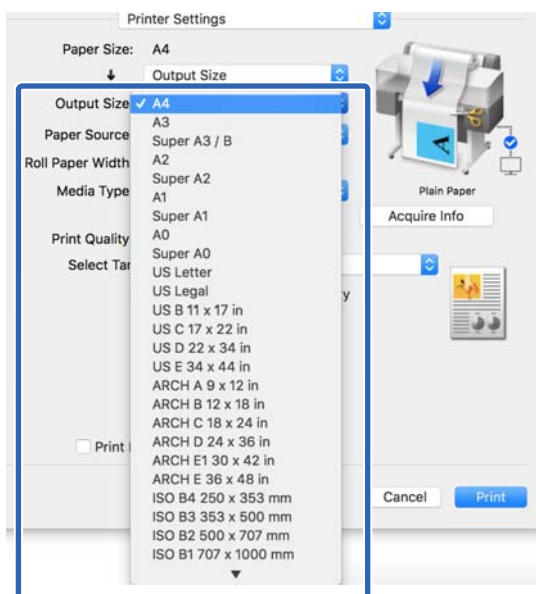 Printer Settings
Paper Size: A4
Output Size
Output Size ✓ A4
A3
Paper Source
Super A3 / B
A2
Roll Paper Width
Super A2
Media Type
A1
Plain Paper
Super A1
Acquire Info
Print Quality
A0
Super A0
Select Tar
US Letter
US Legal
y
US B 11 x 17 in
US C 17 x 22 in
US D 22 x 34 in
US E 34 x 44 in
ARCH A 9 x 12 in
ARCH B 12 x 18 in
ARCH C 18 x 24 in
ARCH D 24 x 36 in
Print
ARCH E1 30 x 42 in
ARCH E 36 x 48 in
ISO B4 250 x 353 mm
Cancel
Print
ISO B3 353 x 500 mm
ISO B2 500 x 707 mm
ISO B1 707 x 1000 mm